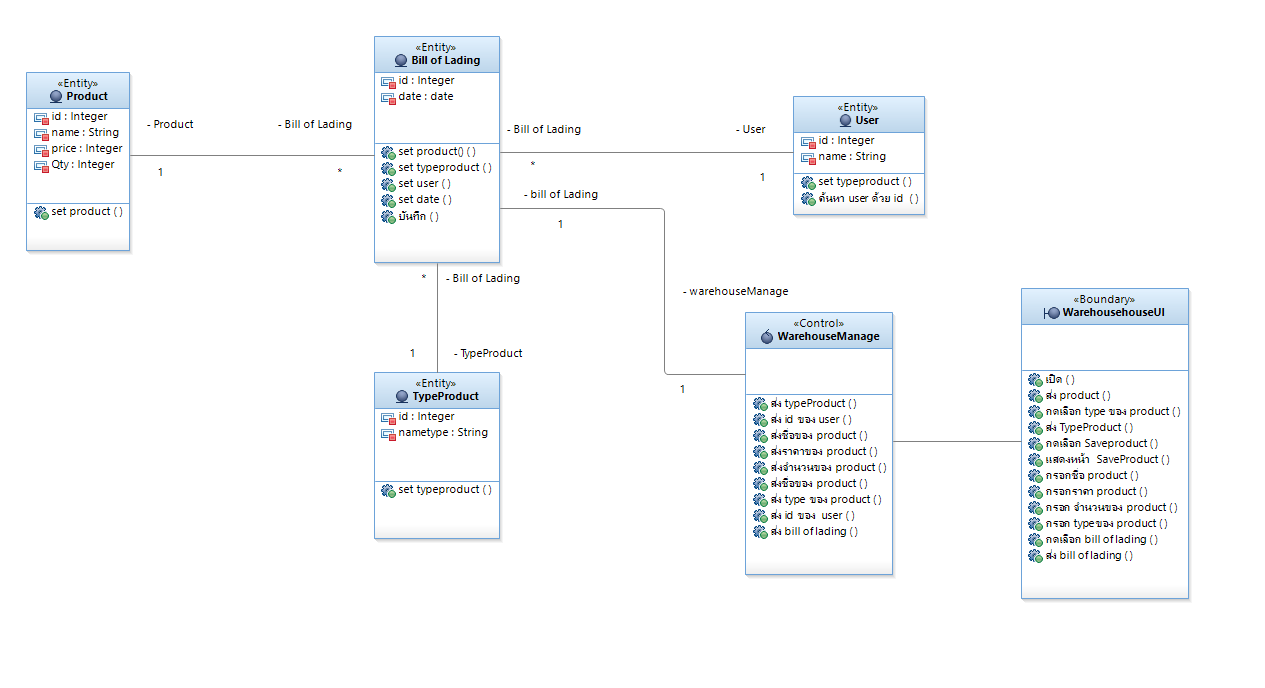 «Entity»
Product
id : Integer
name : String
price : Integer
Qty : Integer
set product ( )
- Product
1
- Bill of Lading
*
«Entity»
Bill of Lading
id : Integer
date : date
set product() ( )
set typeproduct ( )
set user ( )
set date ( )
บันทึก ( )
- Bill of Lading
*
- User
1
«Entity»
User
id : Integer
name : String
set typeproduct ( )
ค้นหา user ด้วย id ( )
- bill of Lading
1
- warehouseManage
1
* - Bill of Lading
1 - TypeProduct
«Entity»
TypeProduct
id : Integer
nametype : String
set typeproduct ( )
«Control»
WarehouseManage
ส่ง typeProduct ( )
ส่ง id ของ user ( )
ส่งชื่อของ product ( )
ส่งราคาของ product ( )
ส่งจำนวนของ product ( )
ส่งชื่อของ product ( )
ส่ง type ของ product ( )
ส่ง id ของ user ( )
ส่ง bill of lading ( )
«Boundary»
WarehousehouseUI
เปิด ( )
ส่ง product ( )
กดเลือก type ของ product ( )
ส่ง TypeProduct ( )
กดเลือก Saveproduct ( )
แสดงหน้า SaveProduct ( )
กรอกชื่อ product ( )
กรอกราคา product ( )
กรอก จำนวนของ product ( )
กรอก type ของ product ( )
กดเลือก bill of lading ( )
ส่ง bill of lading ( )